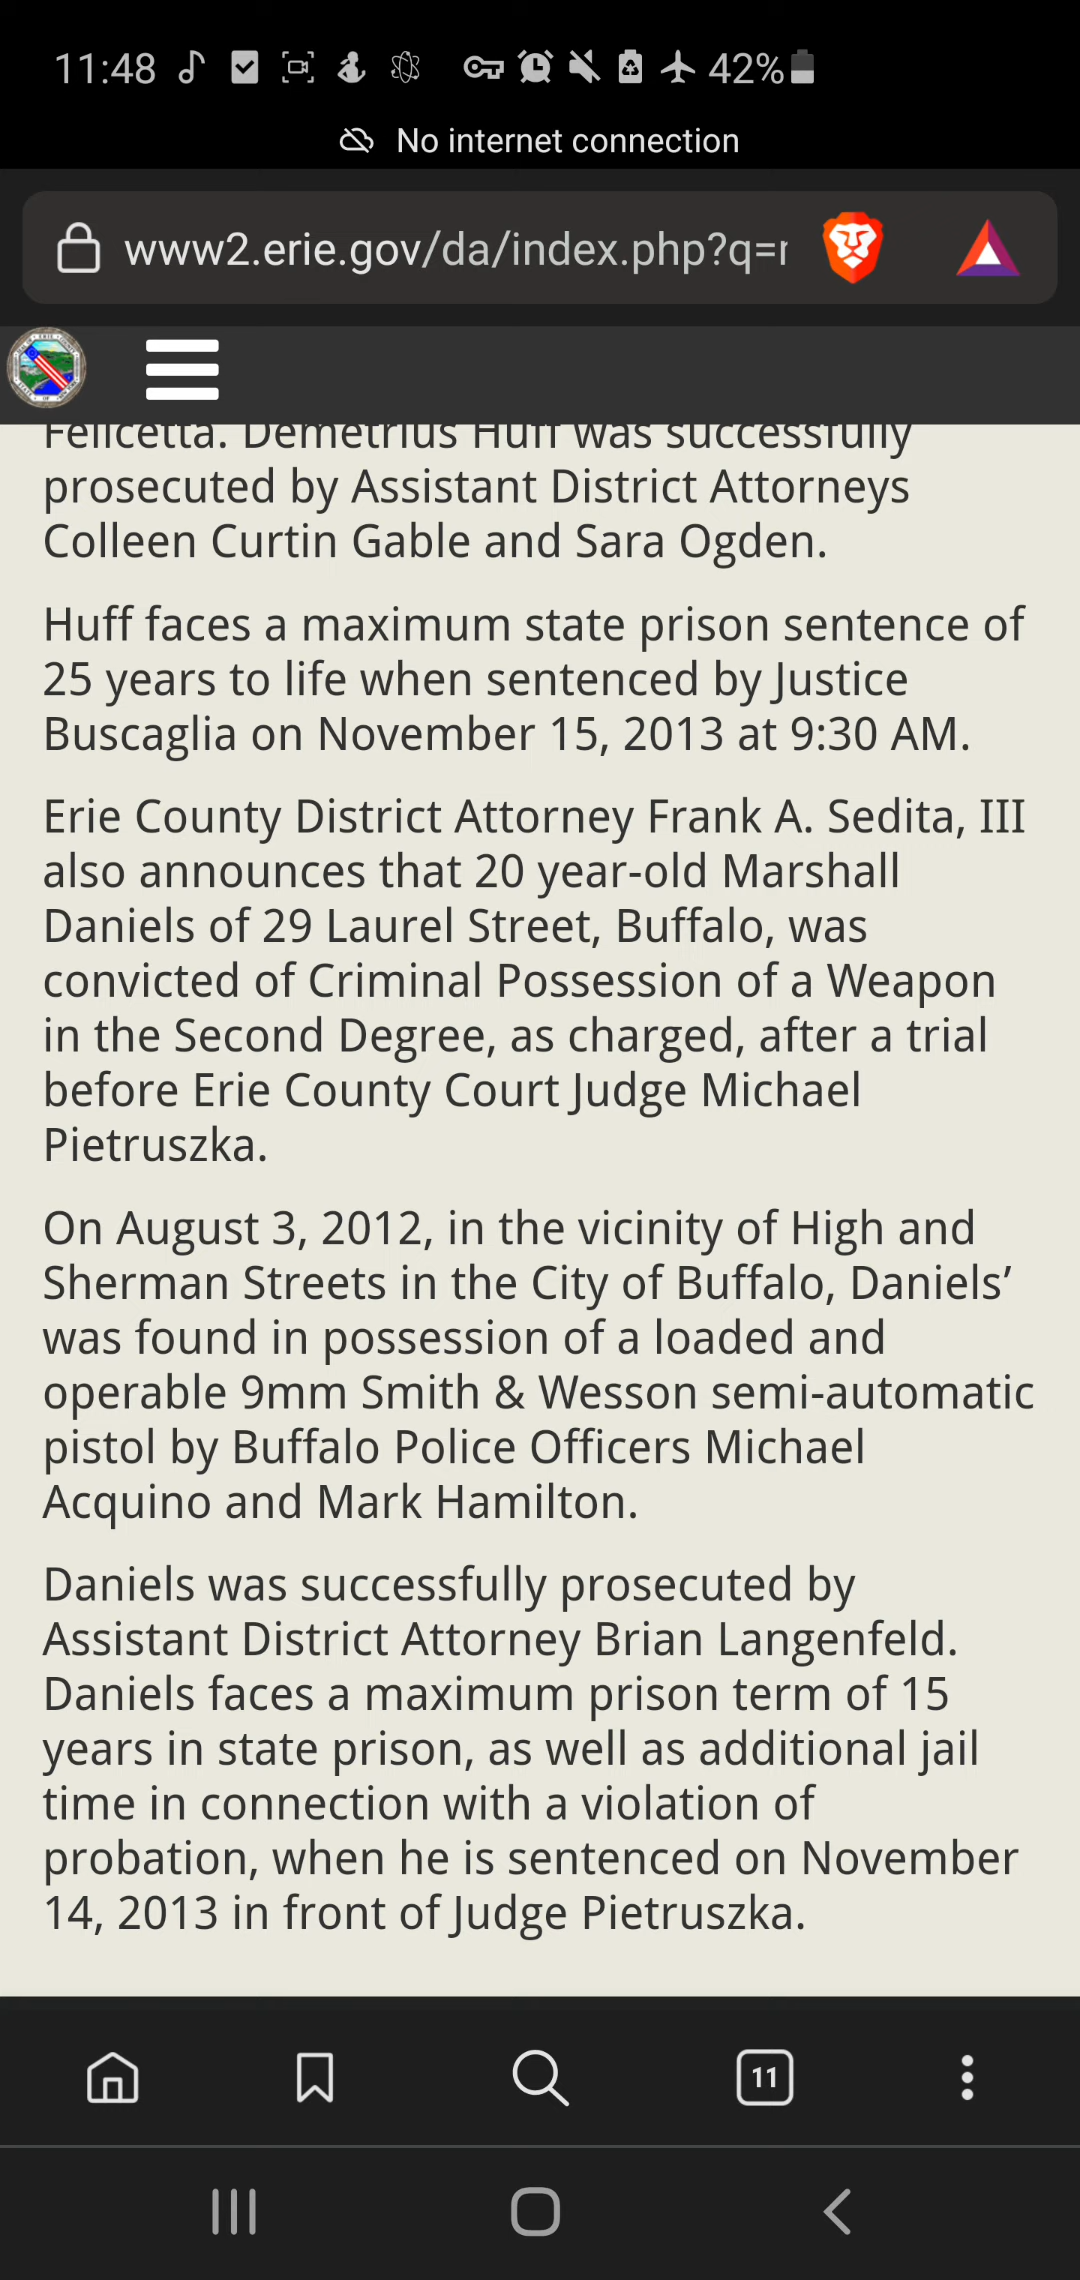 11:48 42%
No internet connection
www2.erie.gov/da/index.php?q=
Felicetta. Demetrius Huff was successfully
prosecuted by Assistant District Attorneys
Colleen Curtin Gable and Sara Ogden.
Huff faces a maximum state prison sentence of
25 years to life when sentenced by Justice
Buscaglia on November 15, 2013 at 9:30 AM.
Erie County District Attorney Frank A. Sedita, III
also announces that 20 year-old Marshall
Daniels of 29 Laurel Street, Buffalo, was
convicted of Criminal Possession of a Weapon
in the Second Degree, as charged, after a trial
before Erie County Court Judge Michael
Pietruszka.
On August 3, 2012, in the vicinity of High and
Sherman Streets in the City of Buffalo, Daniels’
was found in possession of a loaded and
operable 9mm Smith & Wesson semi-automatic
pistol by Buffalo Police Officers Michael
Acquino and Mark Hamilton.
Daniels was successfully prosecuted by
Assistant District Attorney Brian Langenfeld.
Daniels faces a maximum prison term of 15
years in state prison, as well as additional jail
time in connection with a violation of
probation, when he is sentenced on November
14, 2013 in front of Judge Pietruszka.
11